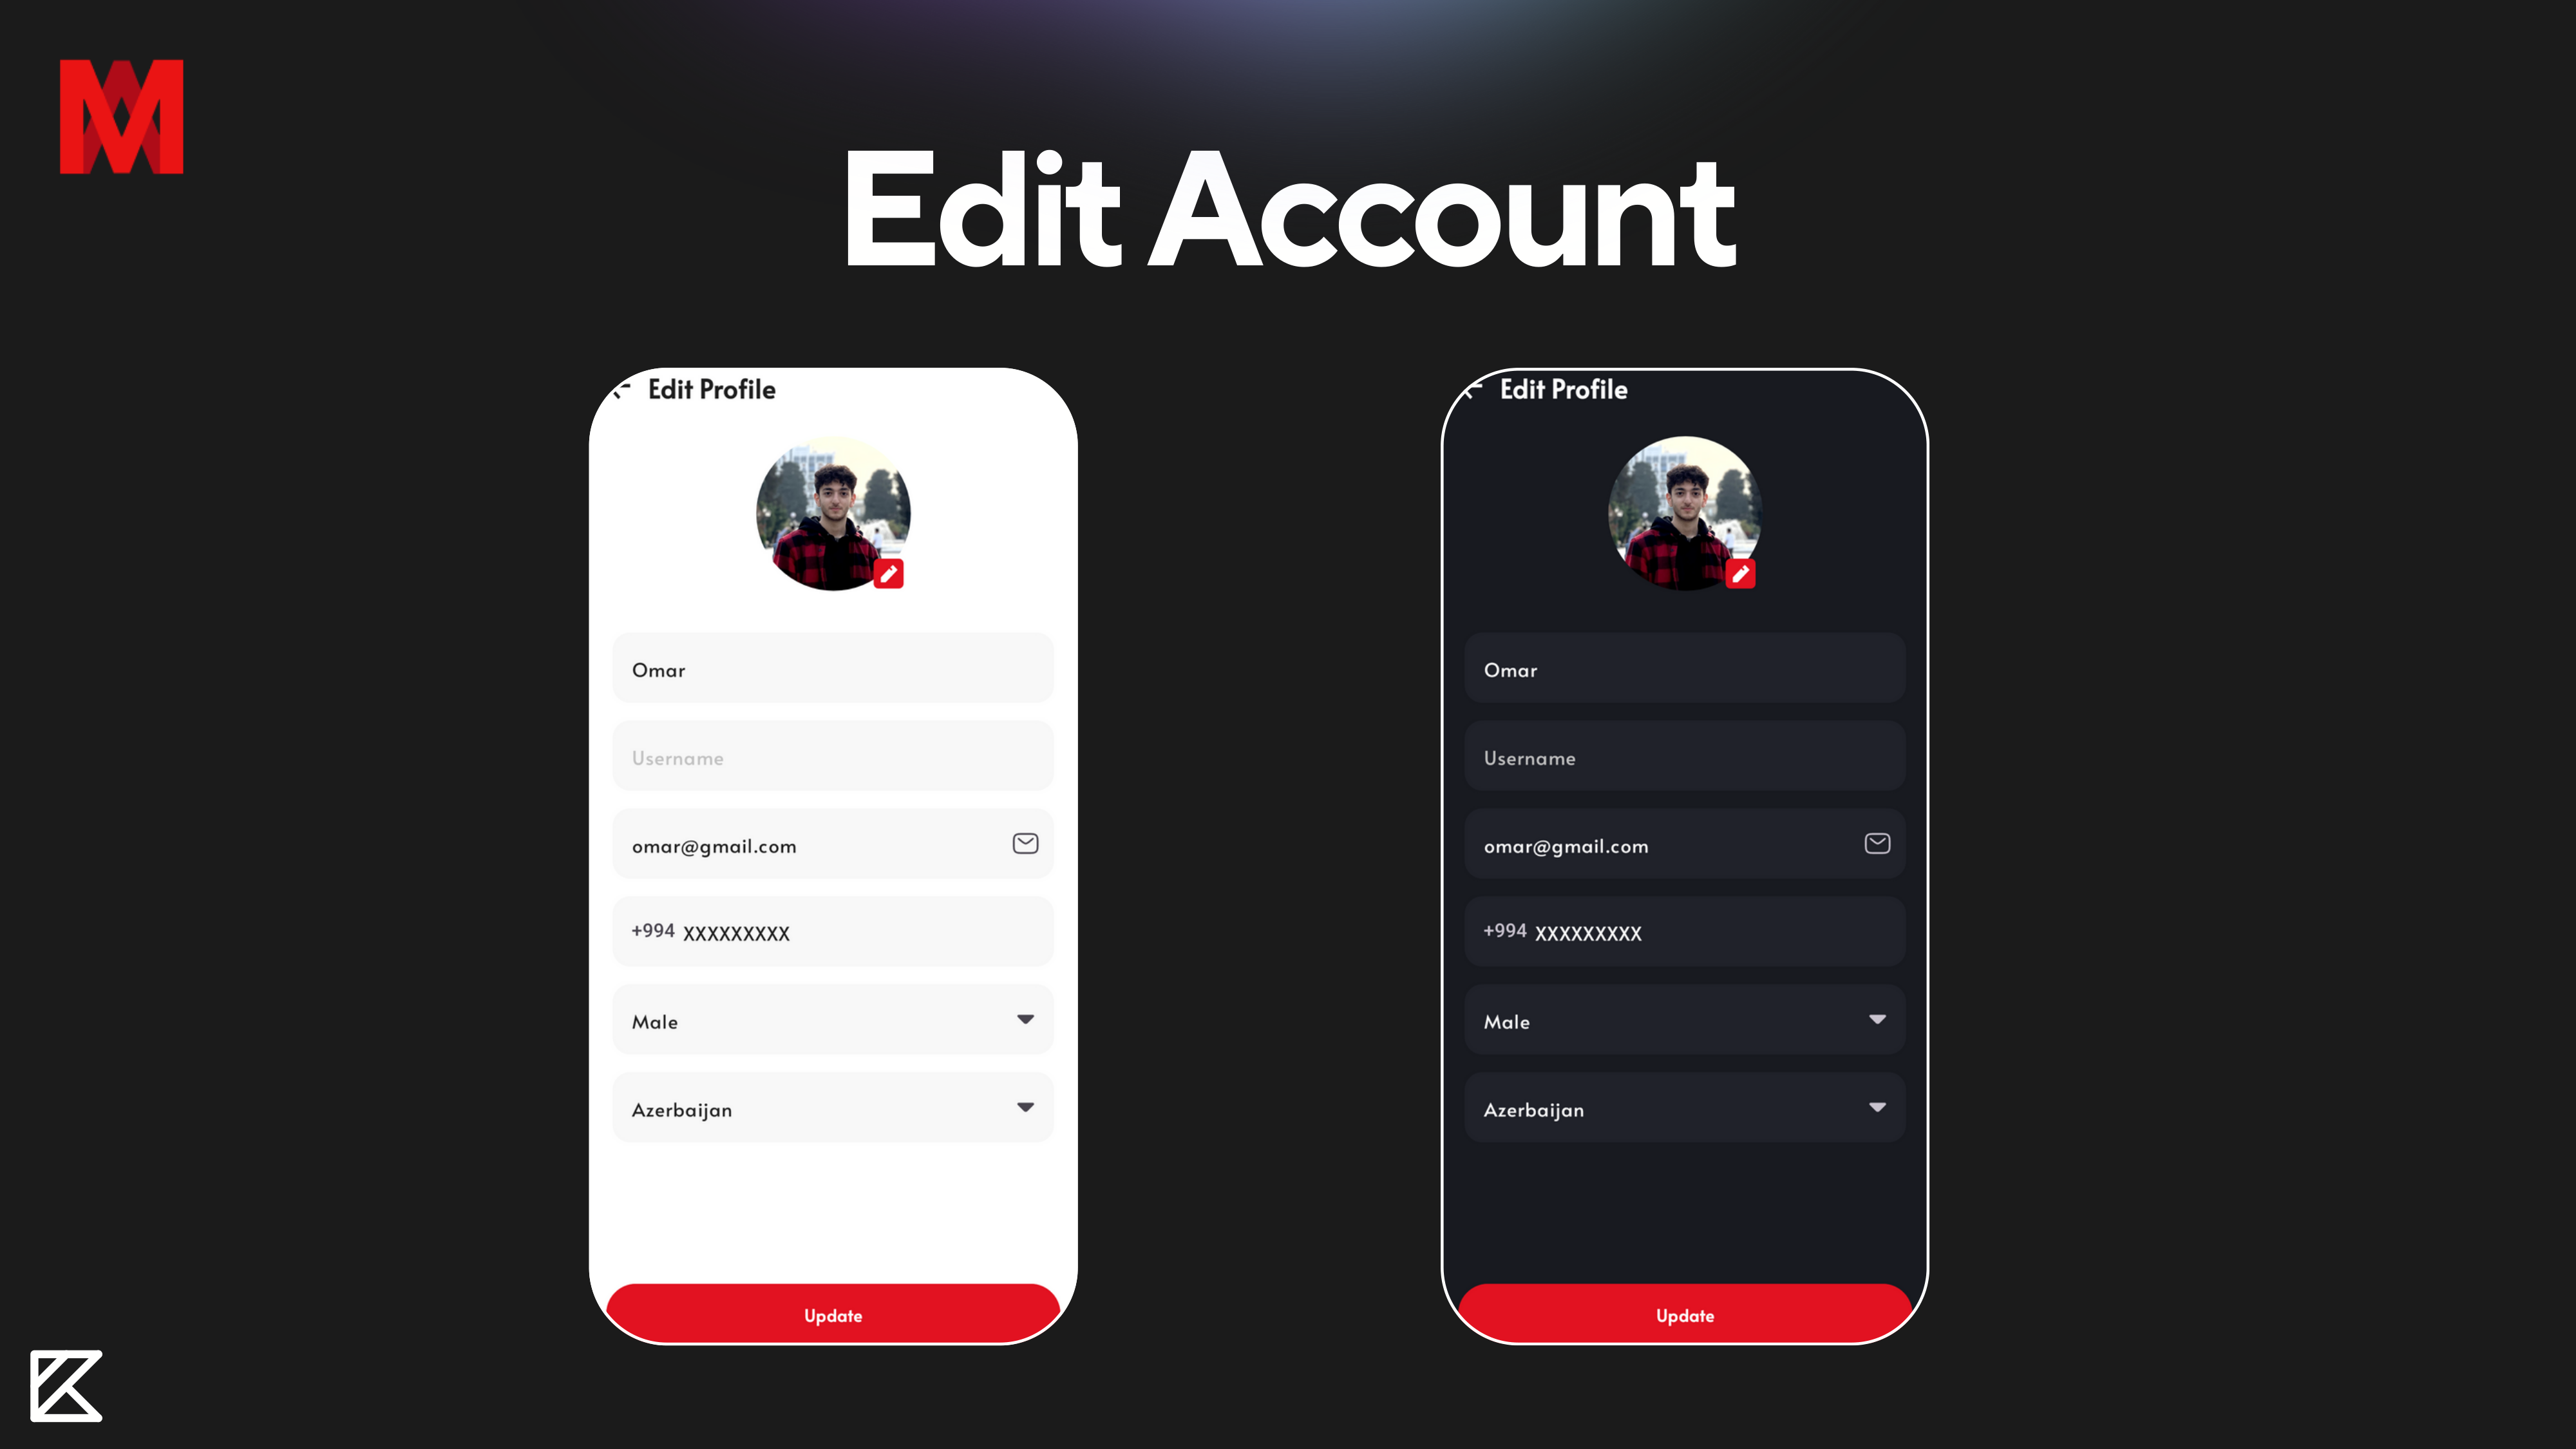 M
Edit Account
Edit Profile
Omar
Username
omar@gmail.com
+994 XXXXXXXXX
Male
Azerbaijan
Update
Edit Profile
Omar
Username
omar@gmail.com
+994 XXXXXXXXX
Male
Azerbaijan
Update